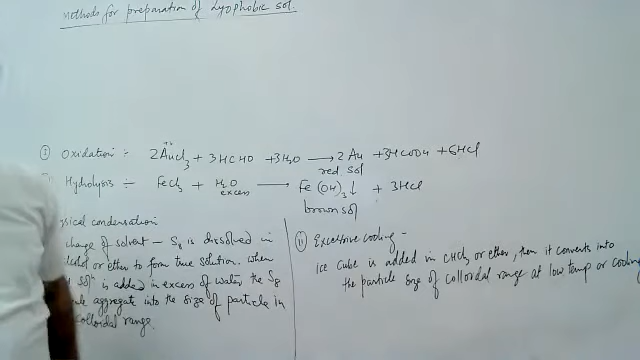 Methods for preparation of Lyophobic sol
① Oxidation :- 2AuCl3 + 3HCHO + 3H2O → 2Au + 3HCOOH + 6HCl
red sol
Hydrolysis :- FeCl3 + H2O → Fe(OH)3↓ + 3HCl
excess
brown sol
ysical condensation
change of solvent - S8 is dissolved in
or ether to form true solution. when
sol^n is added in excess of water, the S8
aggregate into the size of particle in
colloidal range.
⑪ Excessive cooling -
Ice cube is added in CHCl3 or ether, then it converts into
the particle size of colloidal range at low temp or cooling